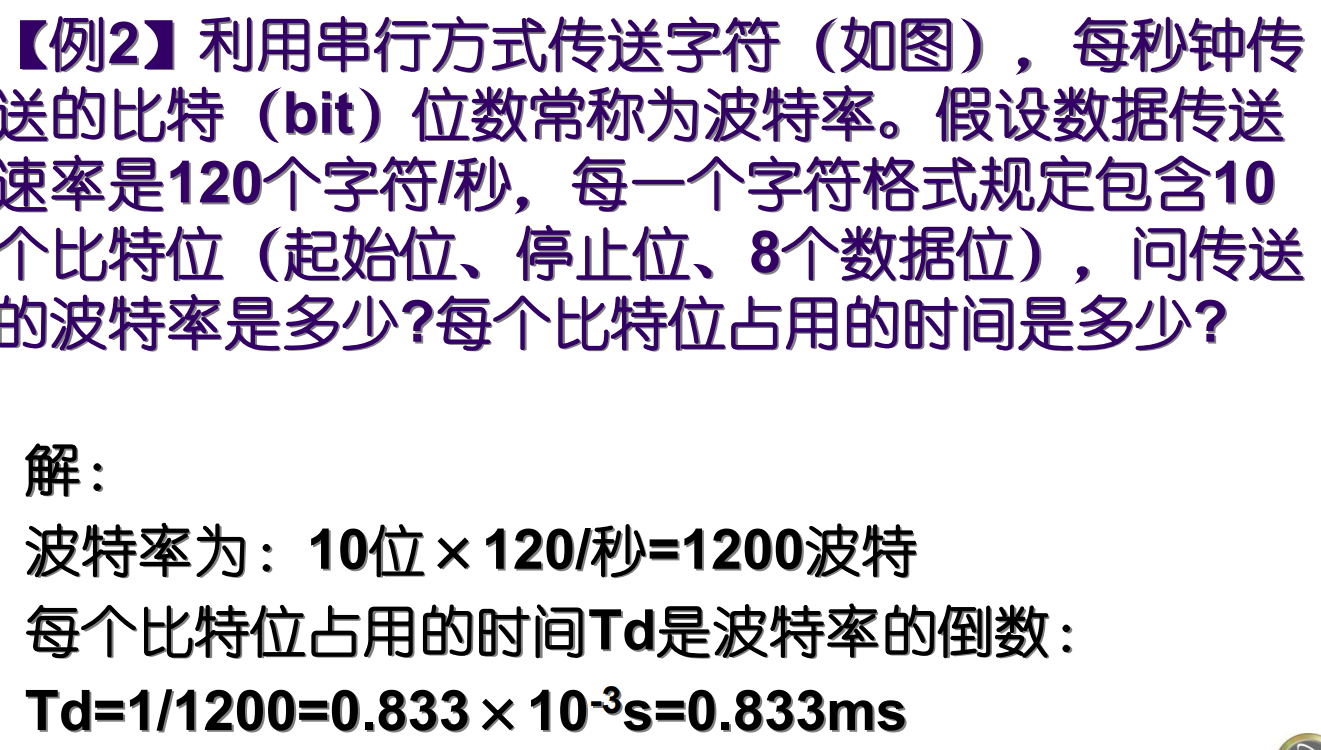 【例2】利用串行方式传送字符（如图），每秒钟传
送的比特（bit）位数常称为波特率。假设数据传送
速率是120个字符/秒，每一个字符格式规定包含10
个比特位（起始位、停止位、8个数据位），问传送
的波特率是多少?每个比特位占用的时间是多少?
解：
波特率为：10位×120/秒=1200波特
每个比特位占用的时间Td是波特率的倒数：
Td=1/1200=0.833×10⁻³s=0.833ms